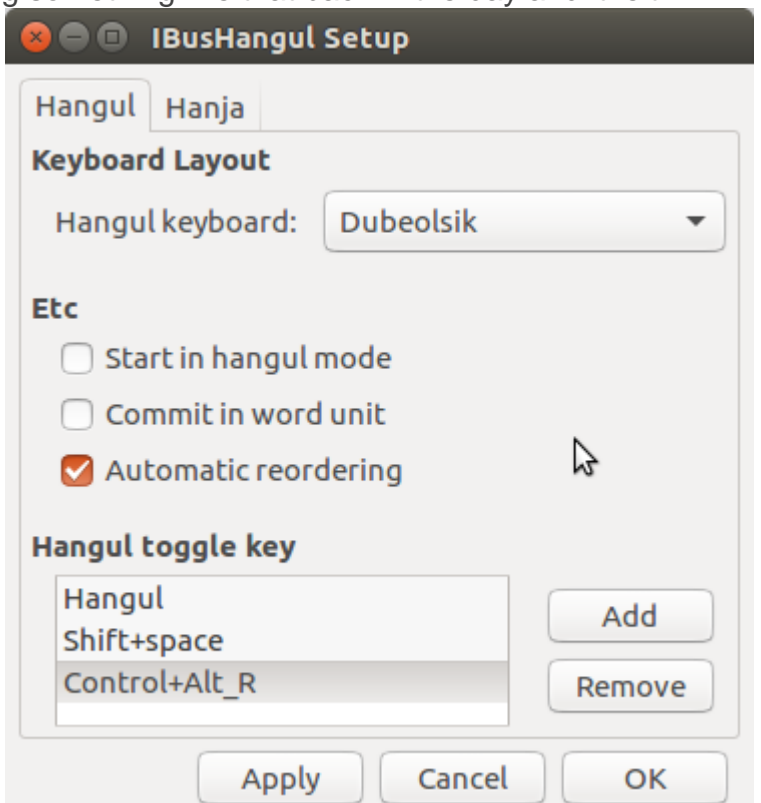 IBusHangul Setup
Hangul Hanja
Keyboard Layout
Hangul keyboard: Dubeolsik
Etc
Start in hangul mode
Commit in word unit
Automatic reordering
Hangul toggle key
Hangul
Shift+space
Control+Alt_R
Add
Remove
Apply Cancel OK